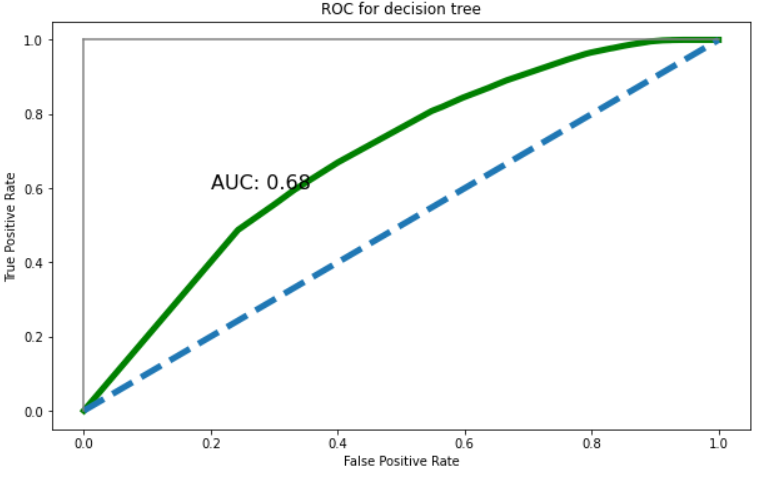 ROC for decision tree
1.0
0.8
0.6
0.4
0.2
0.0
True Positive Rate
AUC: 0.68
0.0 0.2 0.4 0.6 0.8 1.0
False Positive Rate